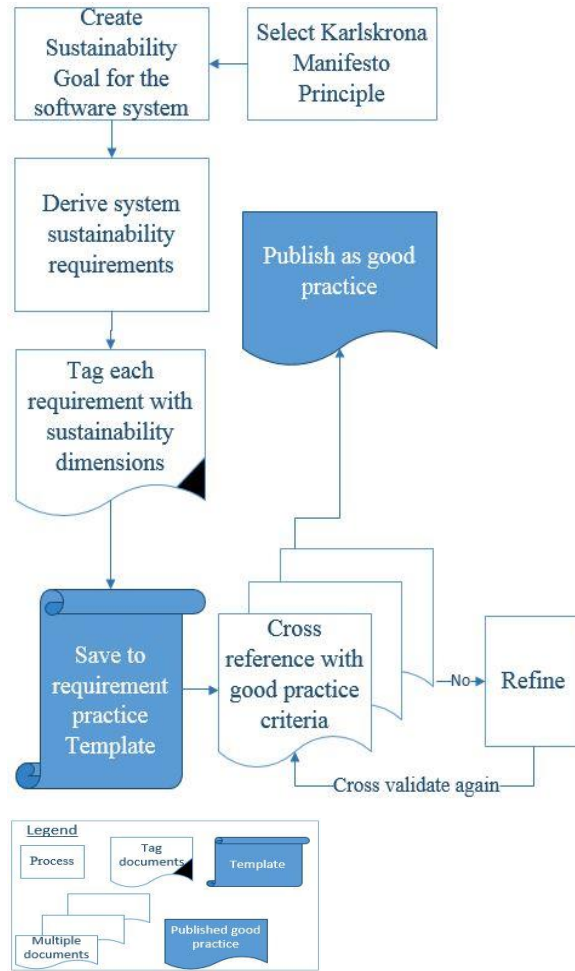 Create
Sustainability
Goal for the
software system
Select Karlskrona
Manifesto
Principle
Derive system
sustainability
requirements
Publish as good
practice
Tag each
requirement with
sustainability
dimensions
Save to
requirement
practice
Template
Cross
reference with
good practice
criteria
No
Refine
Cross validate again
Legend
Process
Tag
documents
Template
Multiple
documents
Published good
practice